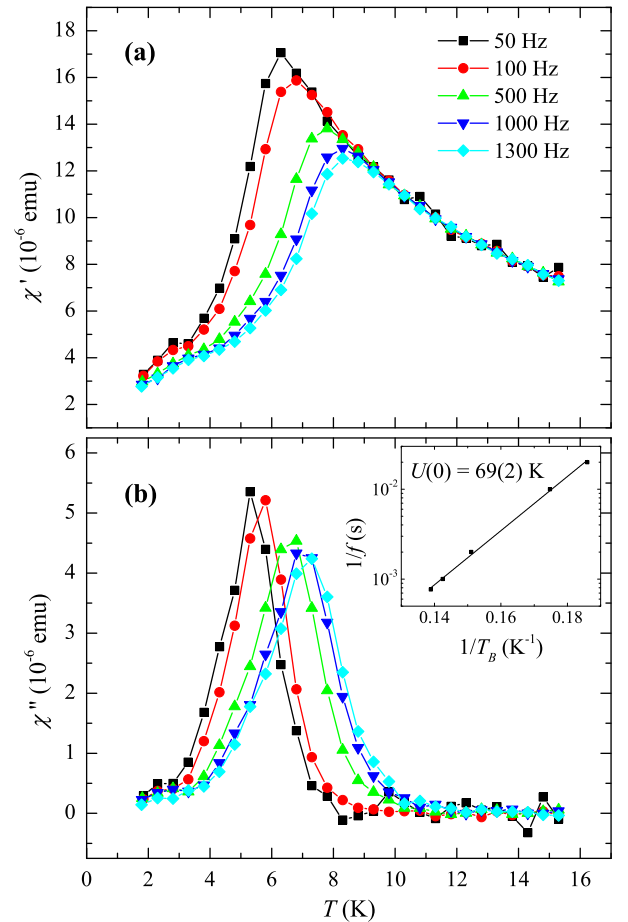 (a)
50 Hz
100 Hz
500 Hz
1000 Hz
1300 Hz
18
16
14
12
10
8
6
4
2
χ' (10⁻⁶ emu)
(b)
6
5
4
3
2
1
0
χ" (10⁻⁶ emu)
U(0) = 69(2) K
10⁻²
10⁻³
1/f (s)
0.14 0.16 0.18
1/T_B (K⁻¹)
2 4 6 8 10 12 14 16
T (K)